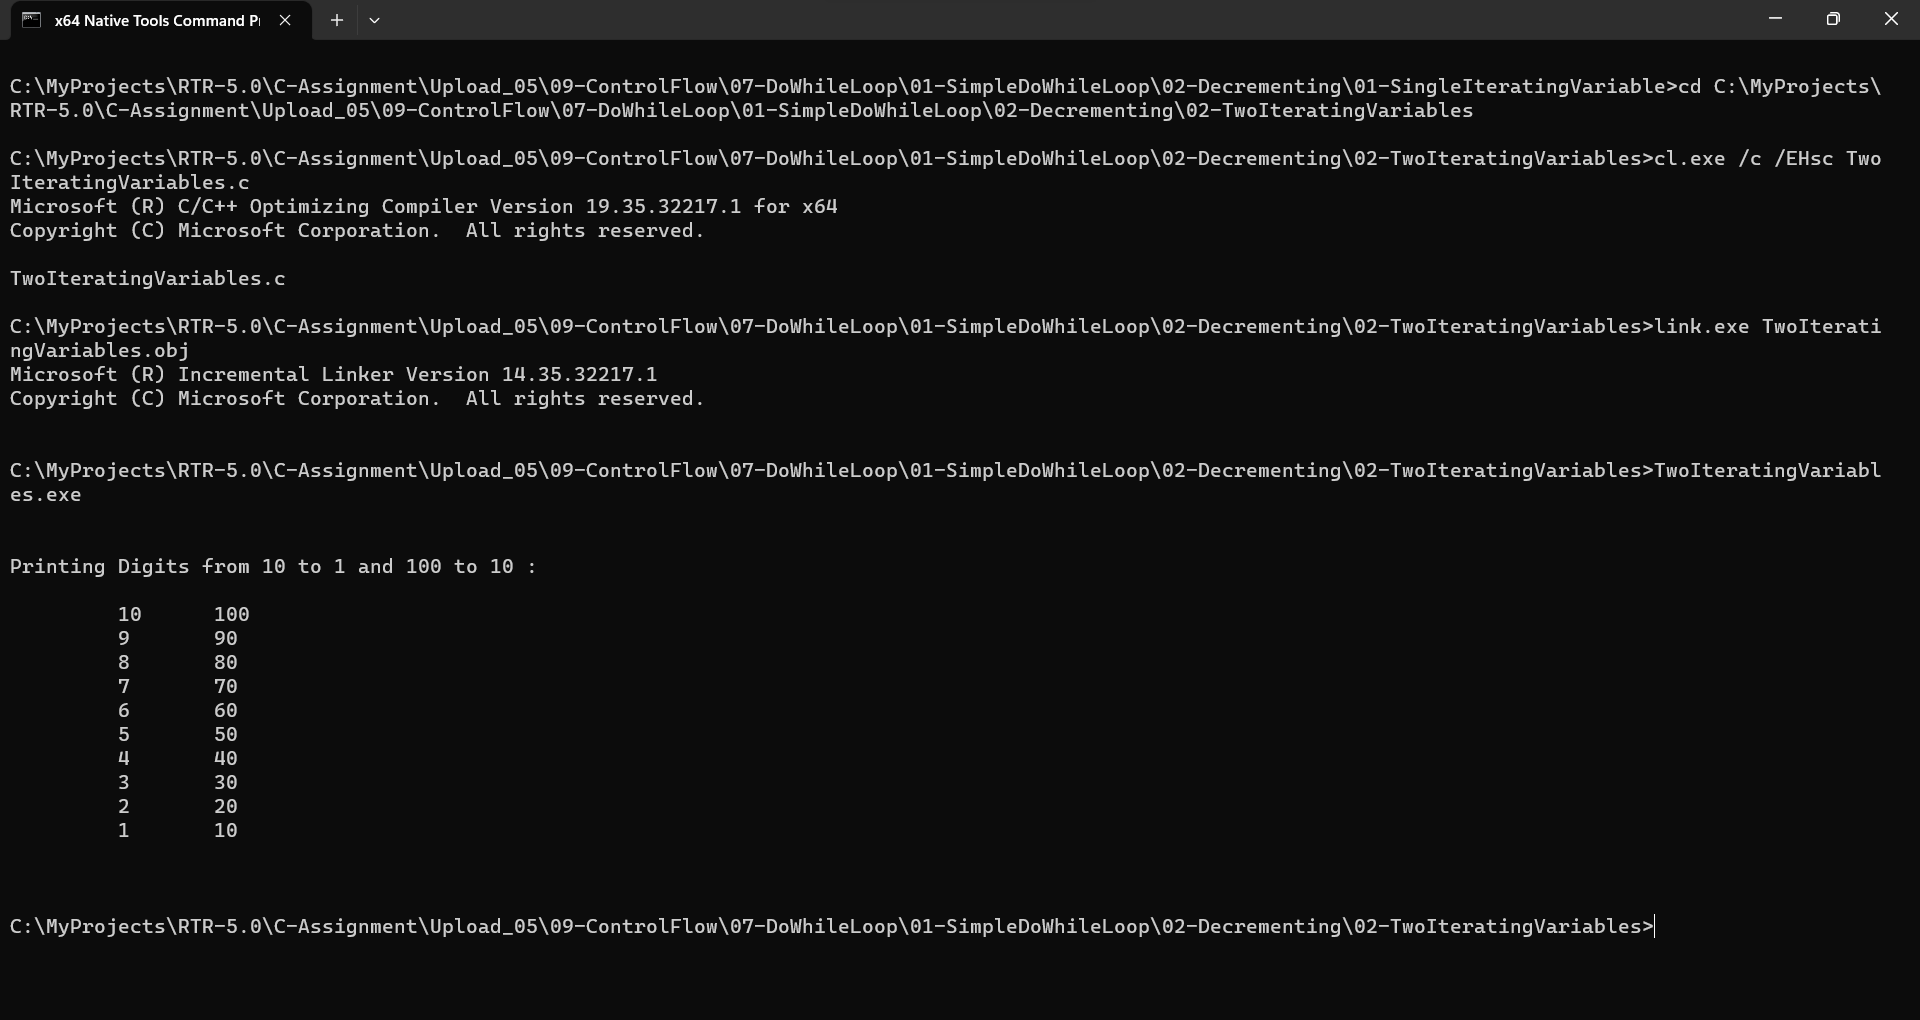 x64 Native Tools Command P
C:\MyProjects\RTR-5.0\C-Assignment\Upload_05\09-ControlFlow\07-DoWhileLoop\01-SimpleDoWhileLoop\02-Decrementing\01-SingleIteratingVariable>cd C:\MyProjects\
RTR-5.0\C-Assignment\Upload_05\09-ControlFlow\07-DoWhileLoop\01-SimpleDoWhileLoop\02-Decrementing\02-TwoIteratingVariables
C:\MyProjects\RTR-5.0\C-Assignment\Upload_05\09-ControlFlow\07-DoWhileLoop\01-SimpleDoWhileLoop\02-Decrementing\02-TwoIteratingVariables>cl.exe /c /EHsc Two
IteratingVariables.c
Microsoft (R) C/C++ Optimizing Compiler Version 19.35.32217.1 for x64
Copyright (C) Microsoft Corporation.  All rights reserved.
TwoIteratingVariables.c
C:\MyProjects\RTR-5.0\C-Assignment\Upload_05\09-ControlFlow\07-DoWhileLoop\01-SimpleDoWhileLoop\02-Decrementing\02-TwoIteratingVariables>link.exe TwoIterati
ngVariables.obj
Microsoft (R) Incremental Linker Version 14.35.32217.1
Copyright (C) Microsoft Corporation.  All rights reserved.
C:\MyProjects\RTR-5.0\C-Assignment\Upload_05\09-ControlFlow\07-DoWhileLoop\01-SimpleDoWhileLoop\02-Decrementing\02-TwoIteratingVariables>TwoIteratingVariabl
es.exe
Printing Digits from 10 to 1 and 100 to 10 :
10 100
9 90
8 80
7 70
6 60
5 50
4 40
3 30
2 20
1 10
C:\MyProjects\RTR-5.0\C-Assignment\Upload_05\09-ControlFlow\07-DoWhileLoop\01-SimpleDoWhileLoop\02-Decrementing\02-TwoIteratingVariables>